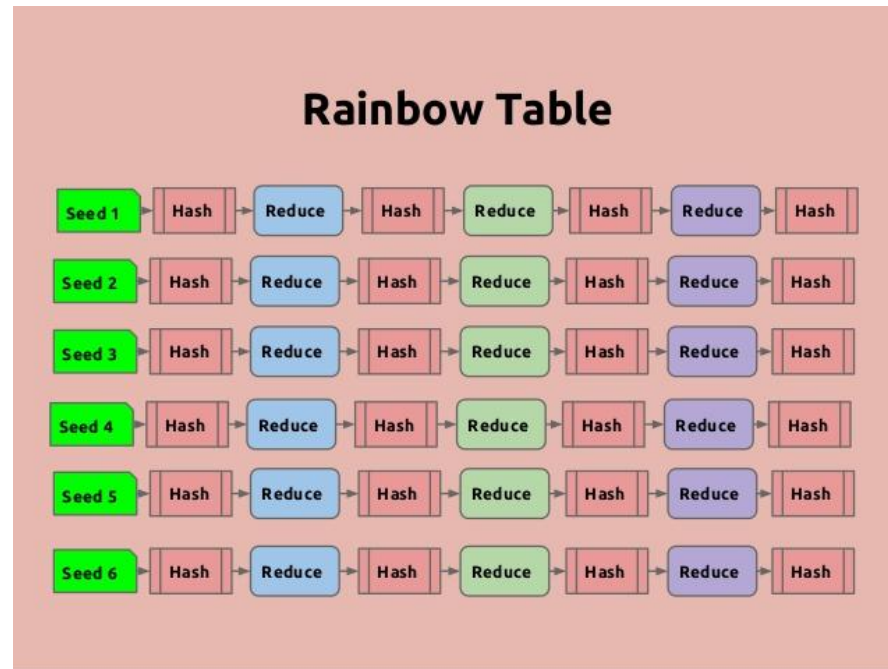 Rainbow Table
Seed 1 Hash Reduce Hash Reduce Hash Reduce Hash
Seed 2 Hash Reduce Hash Reduce Hash Reduce Hash
Seed 3 Hash Reduce Hash Reduce Hash Reduce Hash
Seed 4 Hash Reduce Hash Reduce Hash Reduce Hash
Seed 5 Hash Reduce Hash Reduce Hash Reduce Hash
Seed 6 Hash Reduce Hash Reduce Hash Reduce Hash